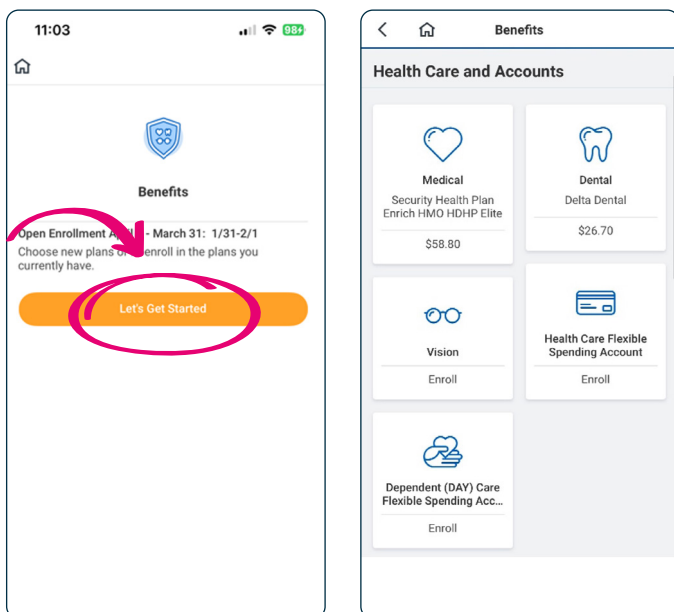 11:03
98
Benefits
Open Enrollment - March 31: 1/31-2/1
Choose new plans enroll in the plans you
currently have.
Let's Get Started
Benefits
Health Care and Accounts
Medical
Security Health Plan
Enrich HMO HDHP Elite
$58.80
Dental
Delta Dental
$26.70
Vision
Enroll
Health Care Flexible
Spending Account
Enroll
Dependent (DAY) Care
Flexible Spending Acc...
Enroll